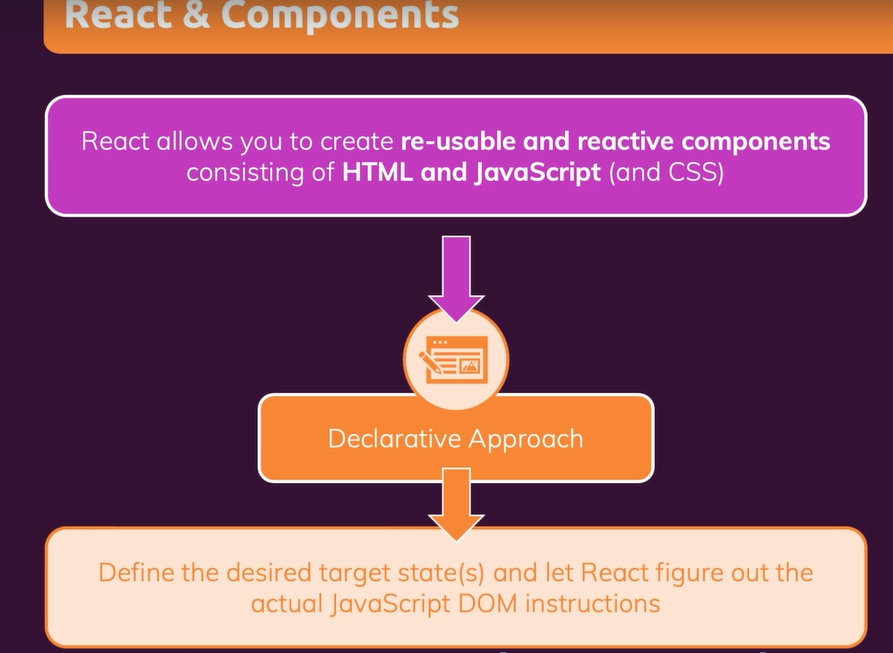 React & Components
React allows you to create re-usable and reactive components
consisting of HTML and JavaScript (and CSS)
Declarative Approach
Define the desired target state(s) and let React figure out the
actual JavaScript DOM instructions